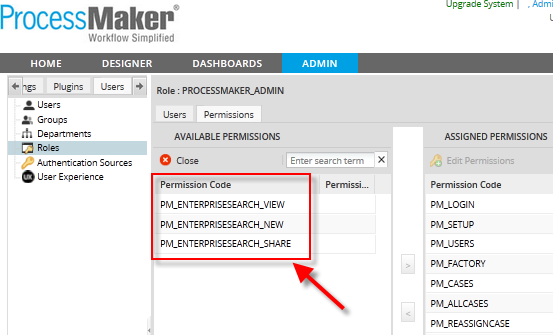 ProcessMaker®
Workflow Simplified
Upgrade System | , Admin
HOME DESIGNER DASHBOARDS ADMIN
ngs Plugins Users
Users
Groups
Departments
Roles
Authentication Sources
UX User Experience
Role : PROCESSMAKER_ADMIN
Users Permissions
AVAILABLE PERMISSIONS
Close Enter search term
Permission Code Permissi...
PM_ENTERPRISESEARCH_VIEW
PM_ENTERPRISESEARCH_NEW
PM_ENTERPRISESEARCH_SHARE
>
<
ASSIGNED PERMISSIONS
Edit Permissions
Permission Code
PM_LOGIN
PM_SETUP
PM_USERS
PM_FACTORY
PM_CASES
PM_ALLCASES
PM_REASSIGNCASE